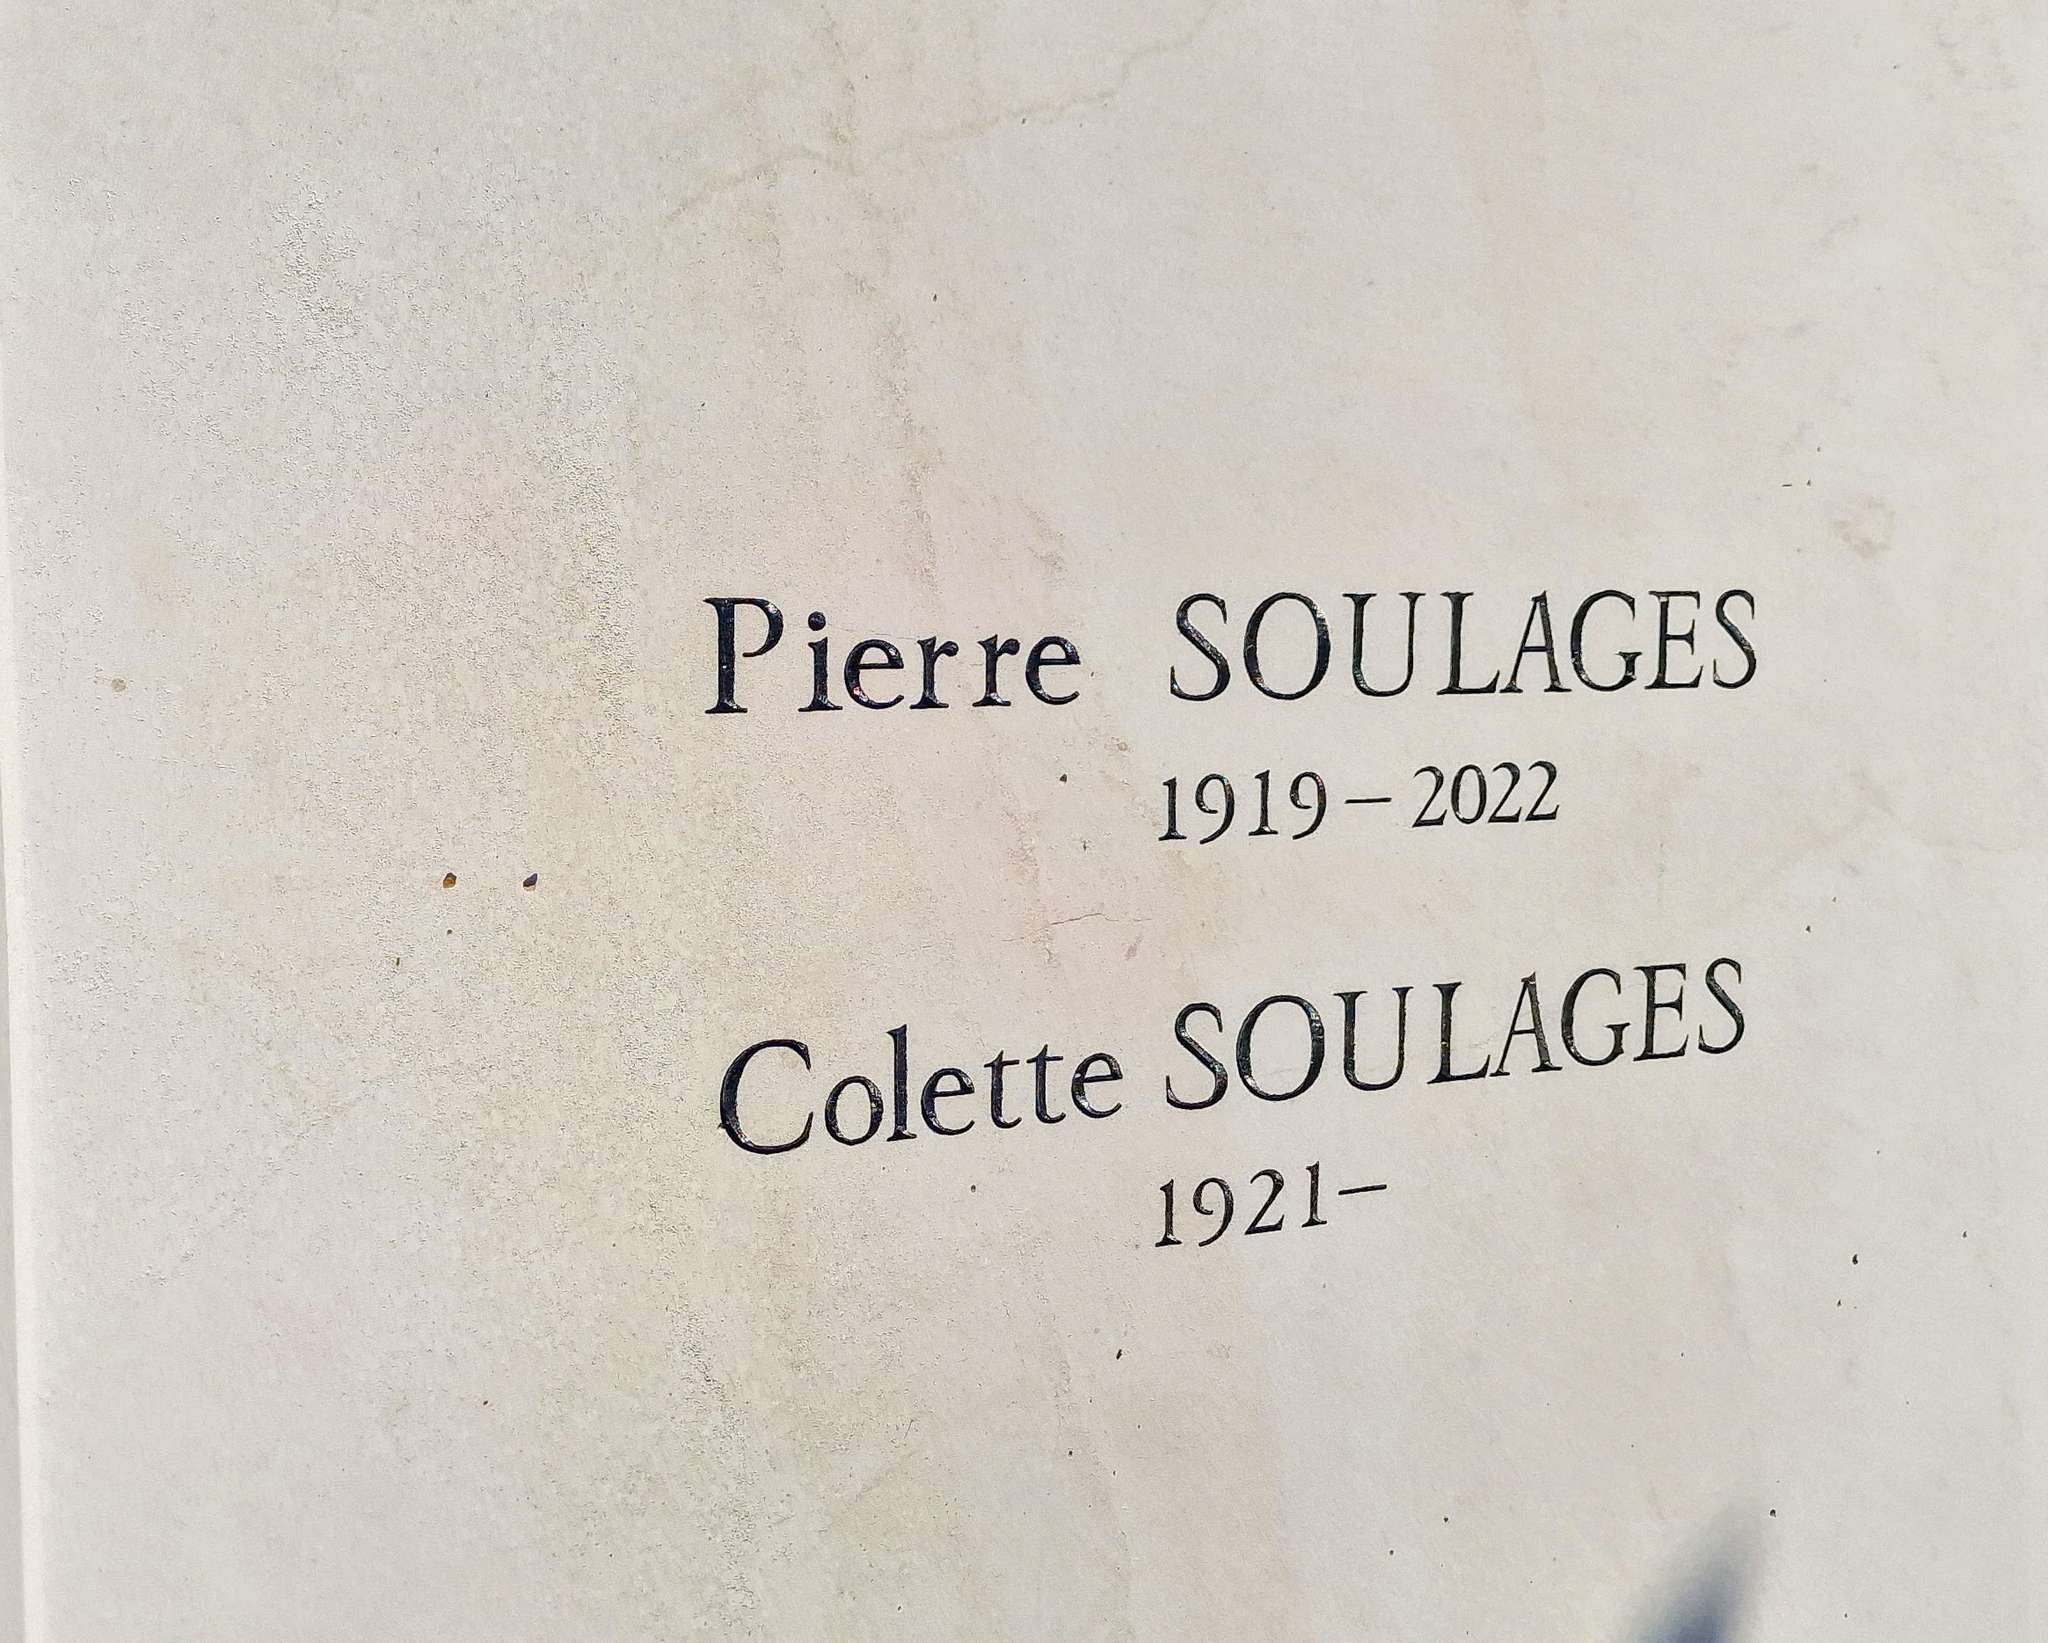 Pierre SOULAGES
1919 – 2022
Colette SOULAGES
1921 –